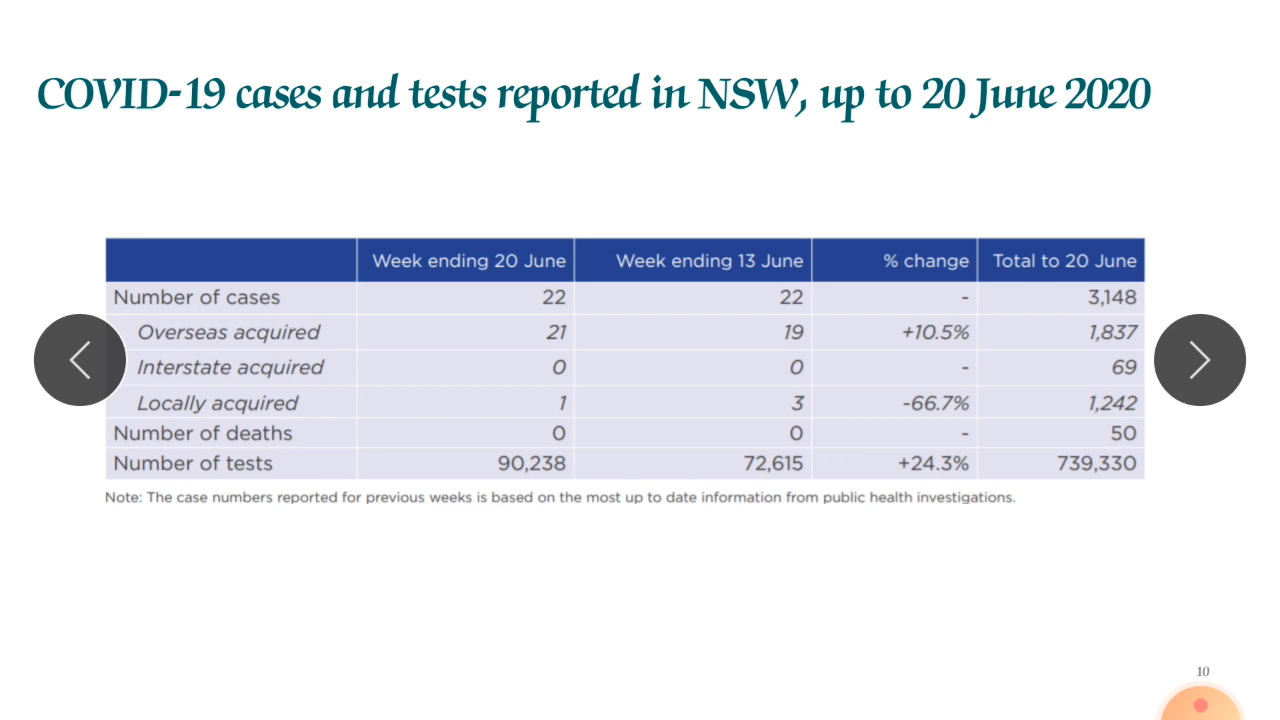 COVID-19 cases and tests reported in NSW, up to 20 June 2020
Week ending 20 June Week ending 13 June % change Total to 20 June
Number of cases 22 22 - 3,148
Overseas acquired 21 19 +10.5% 1,837
Interstate acquired 0 0 - 69
Locally acquired 1 3 -66.7% 1,242
Number of deaths 0 0 - 50
Number of tests 90,238 72,615 +24.3% 739,330
Note: The case numbers reported for previous weeks is based on the most up to date information from public health investigations.
10